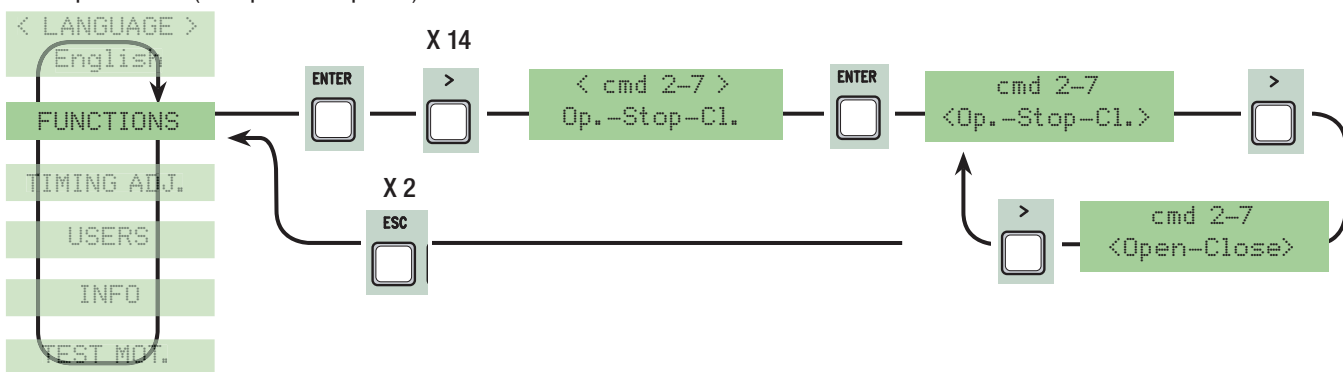 < LANGUAGE >
English
FUNCTIONS
TIMING ADJ.
USERS
INFO
TEST MOT.
ENTER
X 14
>
< cmd 2-7 >
Op.-Stop-Cl.
ENTER
cmd 2-7
<Op.-Stop-Cl.>
>
cmd 2-7
<Open-Close>
>
X 2
ESC